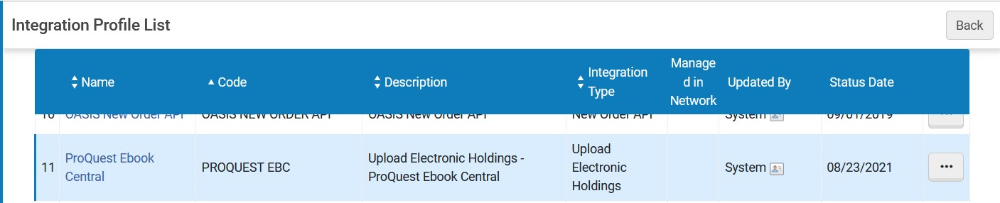 Integration Profile List
Back
Name
Code
Description
Integration
Type
Manage
d in
Network
Updated By
Status Date
10 OASIS New Order API OASIS NEW ORDER API OASIS New Order API New Order API System 09/01/2019
11
ProQuest Ebook
Central
PROQUEST EBC
Upload Electronic Holdings -
ProQuest Ebook Central
Upload
Electronic
Holdings
System
08/23/2021